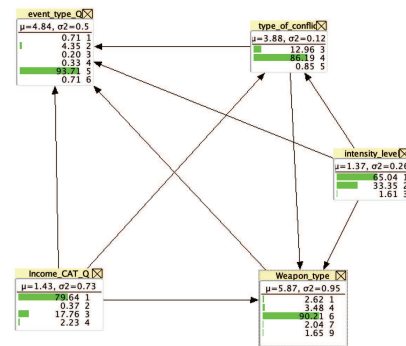 event_type_Q
μ=4.84, σ2=0.5
0.71 1
4.35 2
0.20 3
0.33 4
93.71 5
0.71 6
type_of_conflic
μ=3.88, σ2=0.12
12.96 3
86.19 4
0.85 5
intensity_level
μ=1.37, σ2=0.26
65.04 1
33.35 2
1.61 3
Income_CAT_Q
μ=1.43, σ2=0.73
79.64 1
0.37 2
17.76 3
2.23 4
Weapon_type
μ=5.87, σ2=0.95
2.62 1
3.48 4
90.21 6
2.04 7
1.65 9